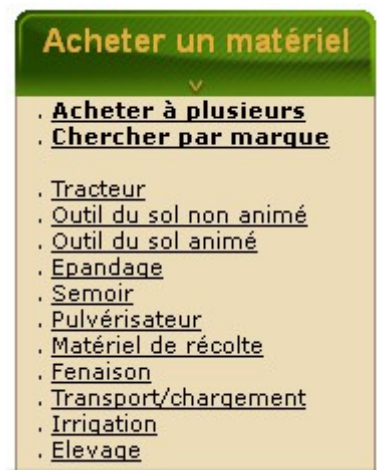 Acheter un matériel
. Acheter à plusieurs
. Chercher par marque
. Tracteur
. Outil du sol non animé
. Outil du sol animé
. Epandage
. Semoir
. Pulvérisateur
. Matériel de récolte
. Fenaison
. Transport/chargement
. Irrigation
. Elevage